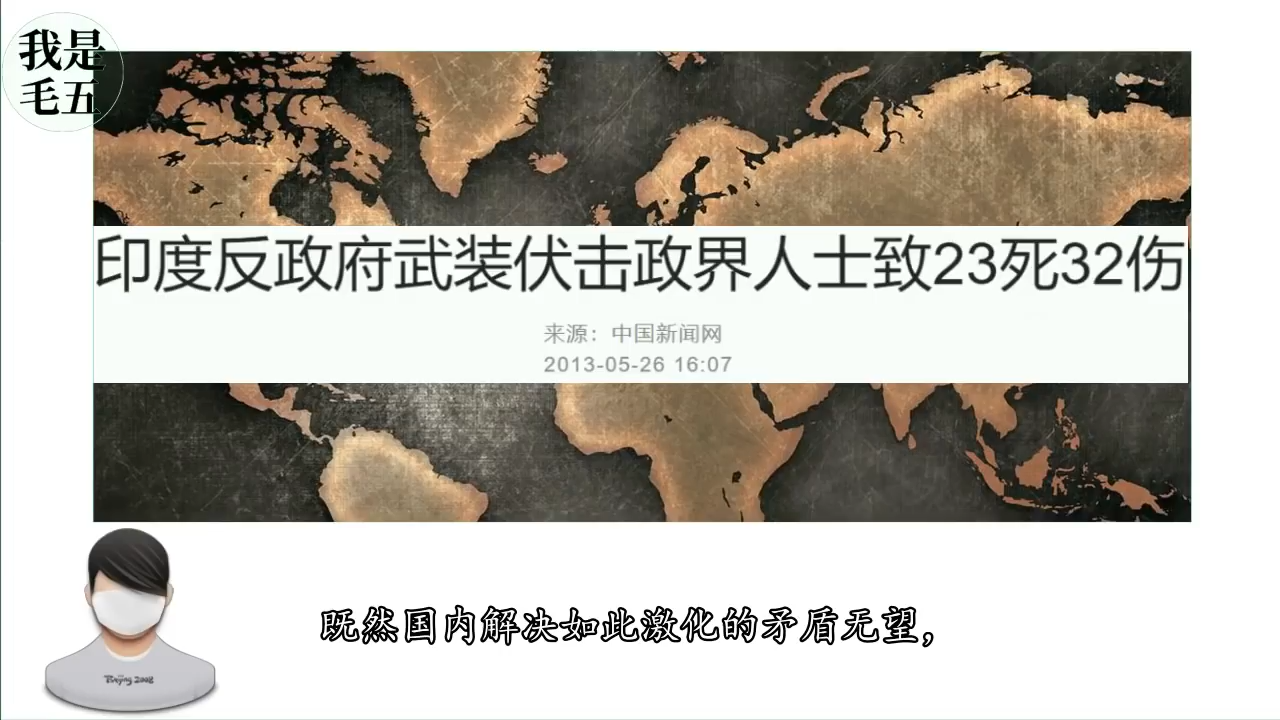 我是
毛五
印度反政府武装伏击政界人士致23死32伤
来源：中国新闻网
2013-05-26 16:07
既然国内解决如此激化的矛盾无望，
Beijing 2008